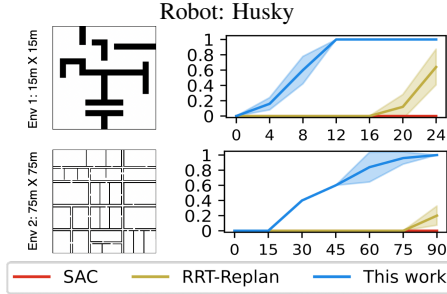 Robot: Husky
Env 1: 15m X 15m
1
0.8
0.6
0.4
0.2
0
0 4 8 12 16 20 24
Env 2: 75m X 75m
1
0.8
0.6
0.4
0.2
0
0 15 30 45 60 75 90
SAC RRT-Replan This work